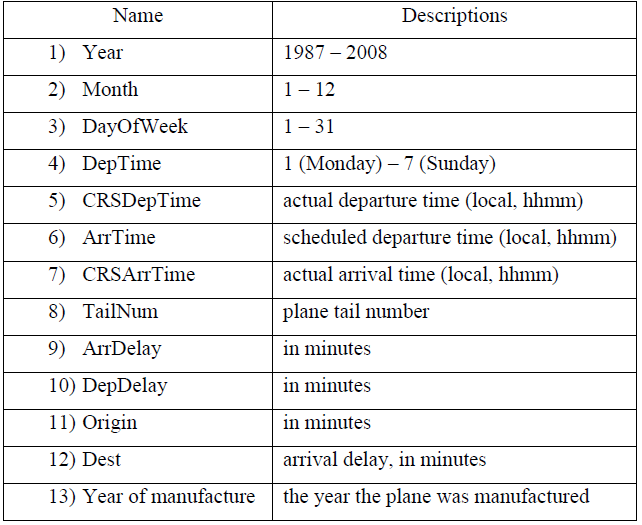 Name Descriptions
1) Year 1987 – 2008
2) Month 1 – 12
3) DayOfWeek 1 – 31
4) DepTime 1 (Monday) – 7 (Sunday)
5) CRSDepTime actual departure time (local, hhmm)
6) ArrTime scheduled departure time (local, hhmm)
7) CRSArrTime actual arrival time (local, hhmm)
8) TailNum plane tail number
9) ArrDelay in minutes
10) DepDelay in minutes
11) Origin in minutes
12) Dest arrival delay, in minutes
13) Year of manufacture the year the plane was manufactured